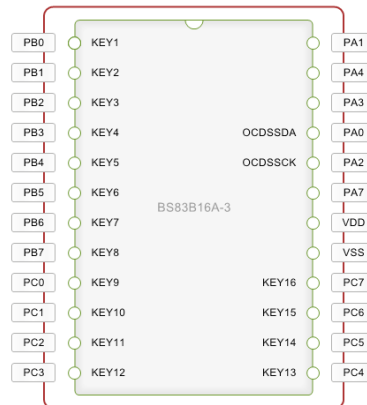 PB0 KEY1 PA1
PB1 KEY2 PA4
PB2 KEY3 PA3
PB3 KEY4 OCDSSDA PA0
PB4 KEY5 OCDSSCK PA2
PB5 KEY6 PA7
BS83B16A-3
PB6 KEY7 VDD
PB7 KEY8 VSS
PC0 KEY9 KEY16 PC7
PC1 KEY10 KEY15 PC6
PC2 KEY11 KEY14 PC5
PC3 KEY12 KEY13 PC4